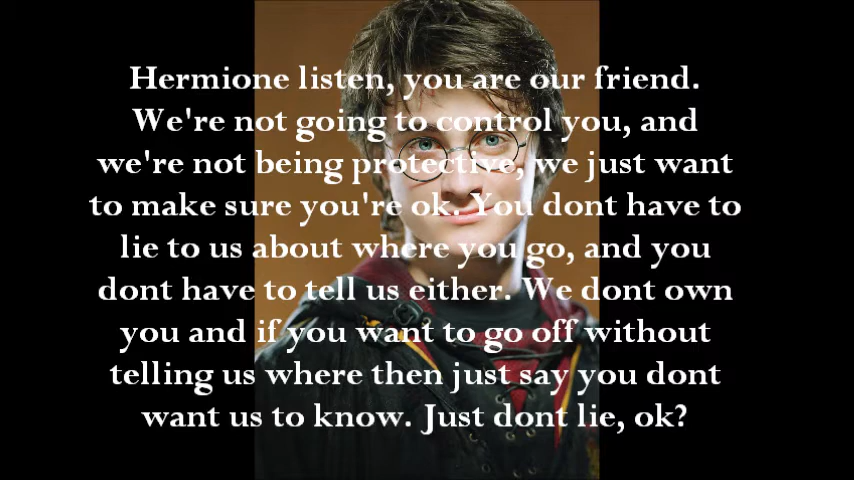 Hermione listen, you are our friend.
We're not going to control you, and
we're not being protective, we just want
to make sure you're ok. You dont have to
lie to us about where you go, and you
dont have to tell us either. We dont own
you and if you want to go off without
telling us where then just say you dont
want us to know. Just dont lie, ok?